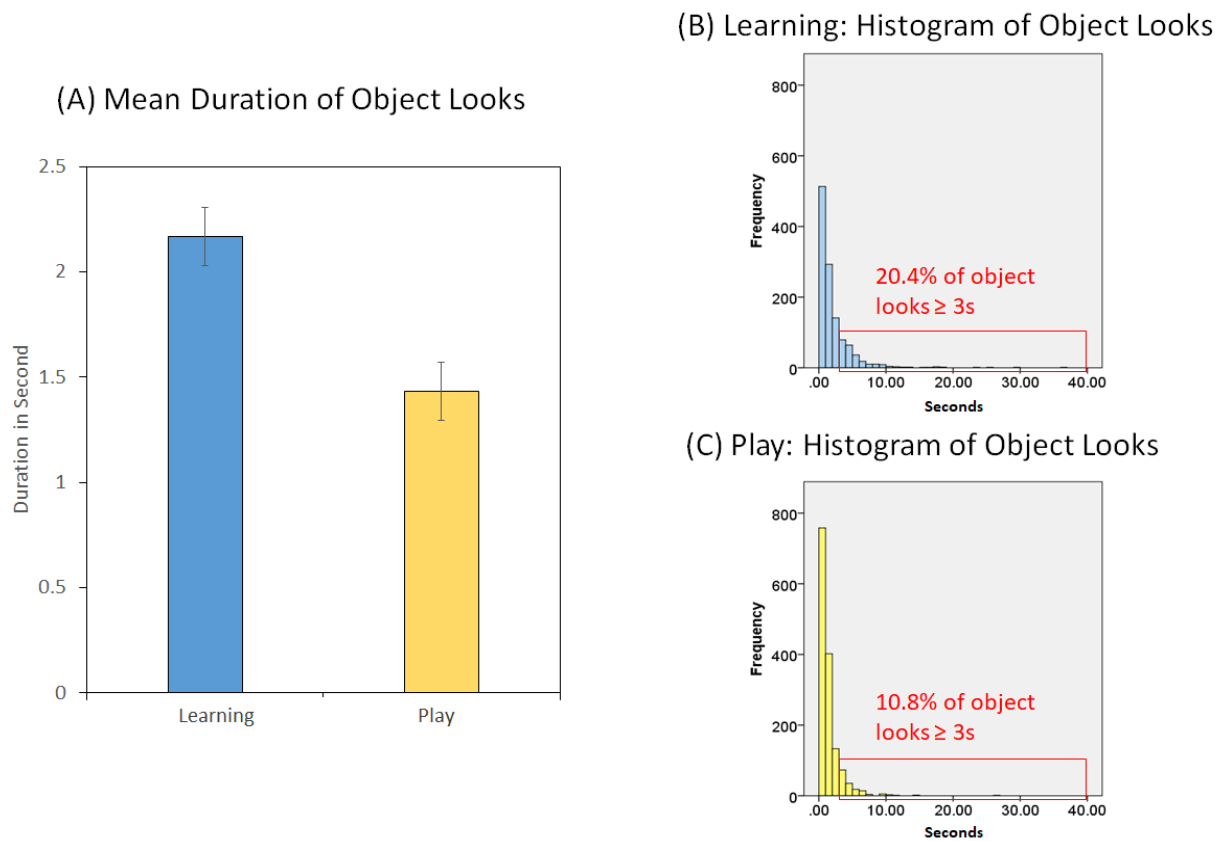 (A) Mean Duration of Object Looks
2.5
2
1.5
1
0.5
0
Duration in Second
Learning
Play
(B) Learning: Histogram of Object Looks
800
600
400
200
0
Frequency
20.4% of object
looks ≥ 3s
.00
10.00
20.00
30.00
40.00
Seconds
(C) Play: Histogram of Object Looks
800
600
400
200
0
Frequency
10.8% of object
looks ≥ 3s
.00
10.00
20.00
30.00
40.00
Seconds